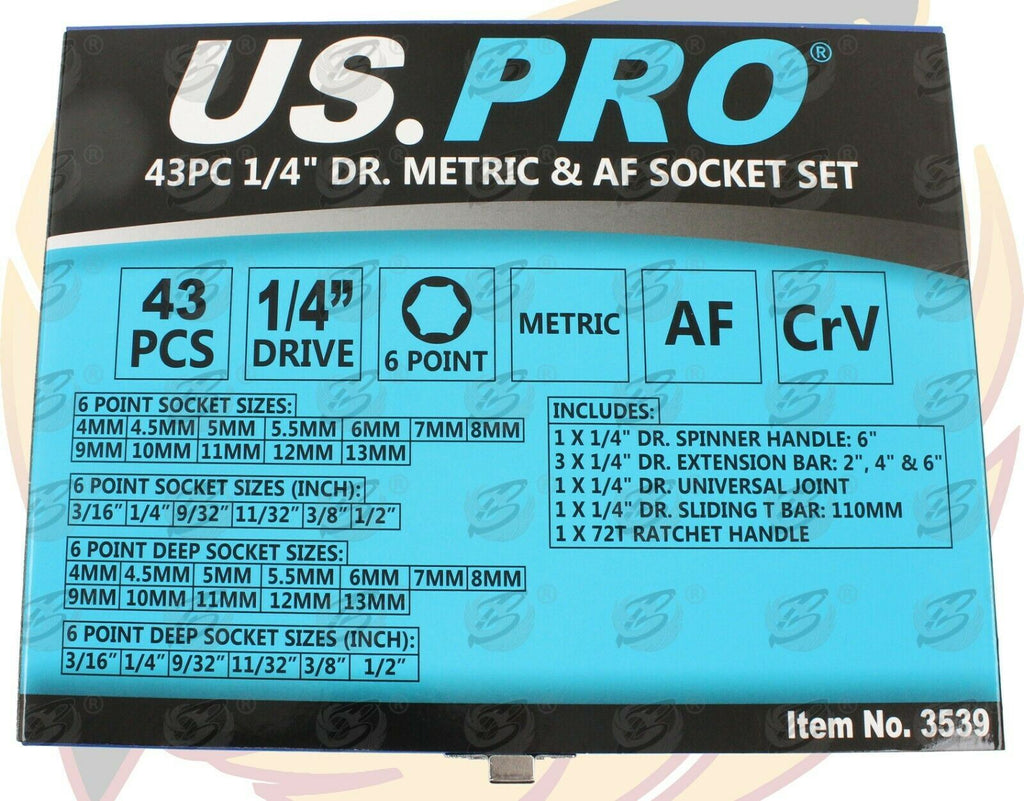 US.PRO®
43PC 1/4" DR. METRIC & AF SOCKET SET
43
PCS
1/4”
DRIVE
6 POINT
METRIC
AF
CrV
6 POINT SOCKET SIZES:
4MM 4.5MM 5MM 5.5MM 6MM 7MM 8MM
9MM 10MM 11MM 12MM 13MM
6 POINT SOCKET SIZES (INCH):
3/16” 1/4” 9/32” 11/32” 3/8” 1/2”
6 POINT DEEP SOCKET SIZES:
4MM 4.5MM 5MM 5.5MM 6MM 7MM 8MM
9MM 10MM 11MM 12MM 13MM
6 POINT DEEP SOCKET SIZES (INCH):
3/16” 1/4” 9/32” 11/32” 3/8” 1/2”
INCLUDES:
1 X 1/4" DR. SPINNER HANDLE: 6"
3 X 1/4" DR. EXTENSION BAR: 2", 4" & 6"
1 X 1/4" DR. UNIVERSAL JOINT
1 X 1/4" DR. SLIDING T BAR: 110MM
1 X 72T RATCHET HANDLE
Item No. 3539